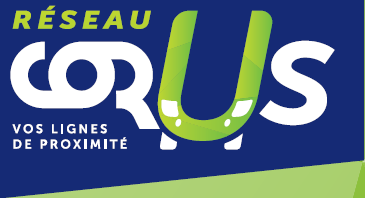 RÉSEAU
CORUS
VOS LIGNES
DE PROXIMITÉ